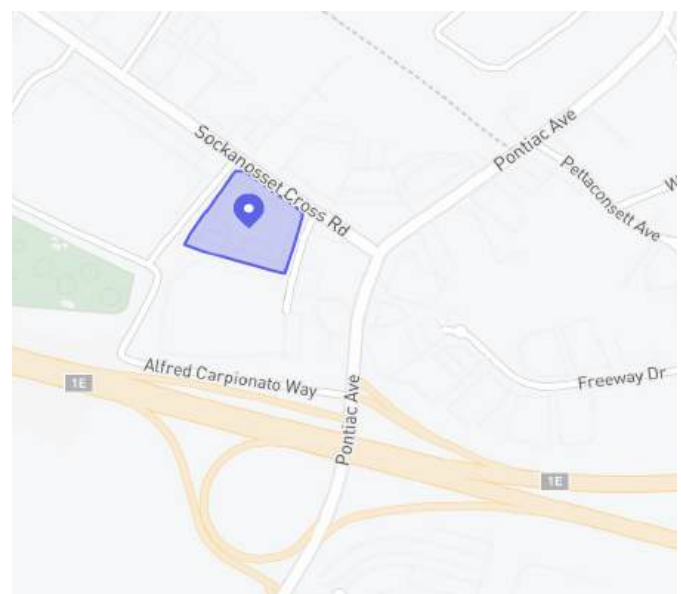 Sockanosset Cross Rd
Pontiac Ave
Pettaconsett Ave
W
Alfred Carpionato Way
Freeway Dr
1E
Pontiac Ave
1E